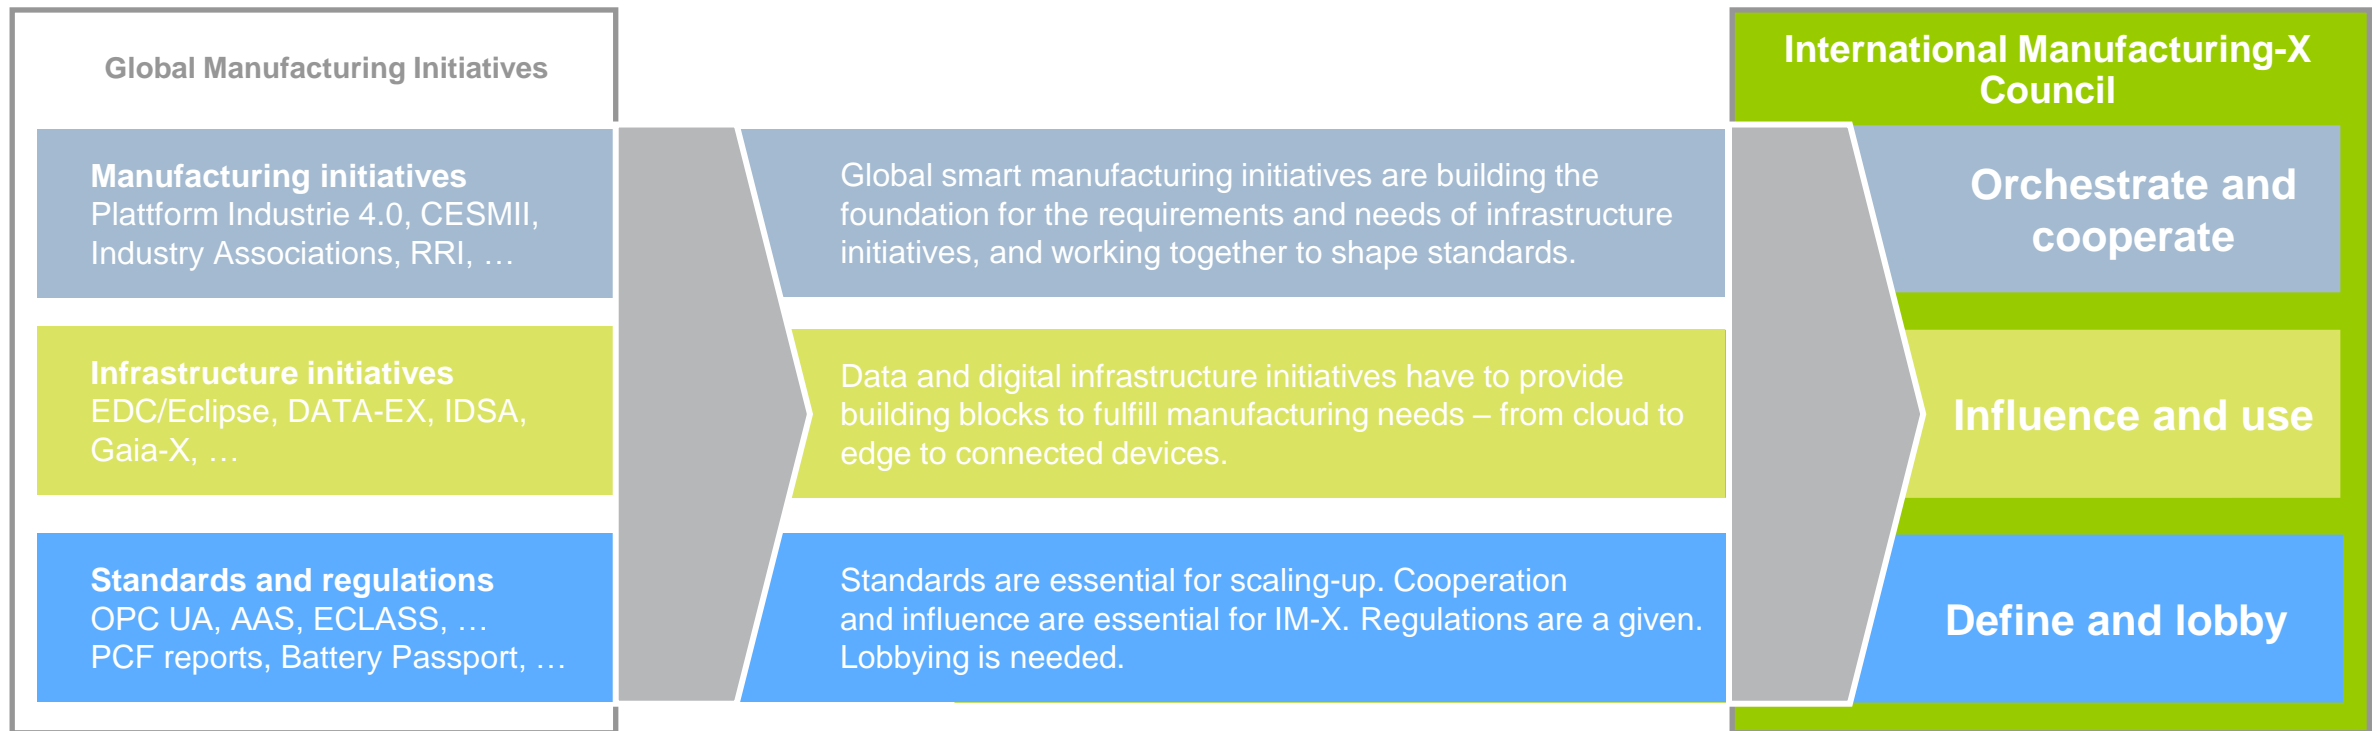 Global Manufacturing Initiatives
International Manufacturing-X
Council
Manufacturing initiatives
Plattform Industrie 4.0, CESMII,
Industry Associations, RRI, …
Global smart manufacturing initiatives are building the
foundation for the requirements and needs of infrastructure
initiatives, and working together to shape standards.
Orchestrate and
cooperate
Infrastructure initiatives
EDC/Eclipse, DATA-EX, IDSA,
Gaia-X, …
Data and digital infrastructure initiatives have to provide
building blocks to fulfill manufacturing needs – from cloud to
edge to connected devices.
Influence and use
Standards and regulations
OPC UA, AAS, ECLASS, …
PCF reports, Battery Passport, …
Standards are essential for scaling-up. Cooperation
and influence are essential for IM-X. Regulations are a given.
Lobbying is needed.
Define and lobby